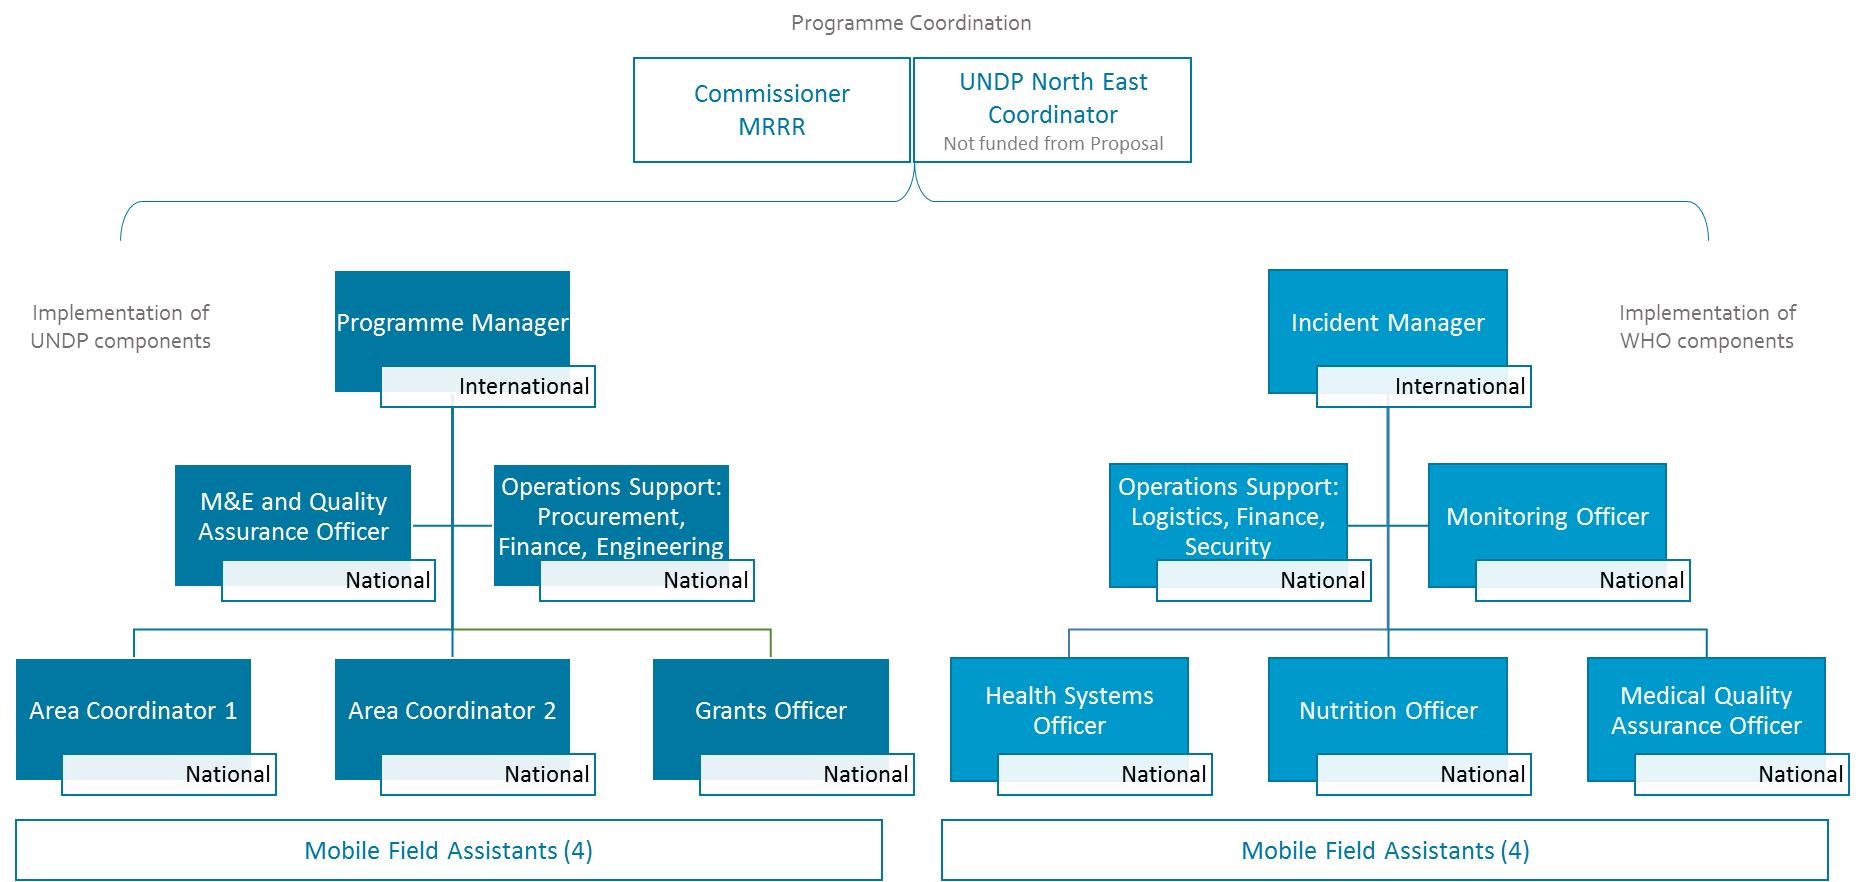 Programme Coordination
Commissioner
MRRR
UNDP North East
Coordinator
Not funded from Proposal
Implementation of
UNDP components
Programme Manager
International
M&E and Quality
Assurance Officer
National
Operations Support:
Procurement,
Finance, Engineering
National
Area Coordinator 1
National
Area Coordinator 2
National
Grants Officer
National
Mobile Field Assistants (4)
Implementation of
WHO components
Incident Manager
International
Operations Support:
Logistics, Finance,
Security
National
Monitoring Officer
National
Health Systems
Officer
National
Nutrition Officer
National
Medical Quality
Assurance Officer
National
Mobile Field Assistants (4)